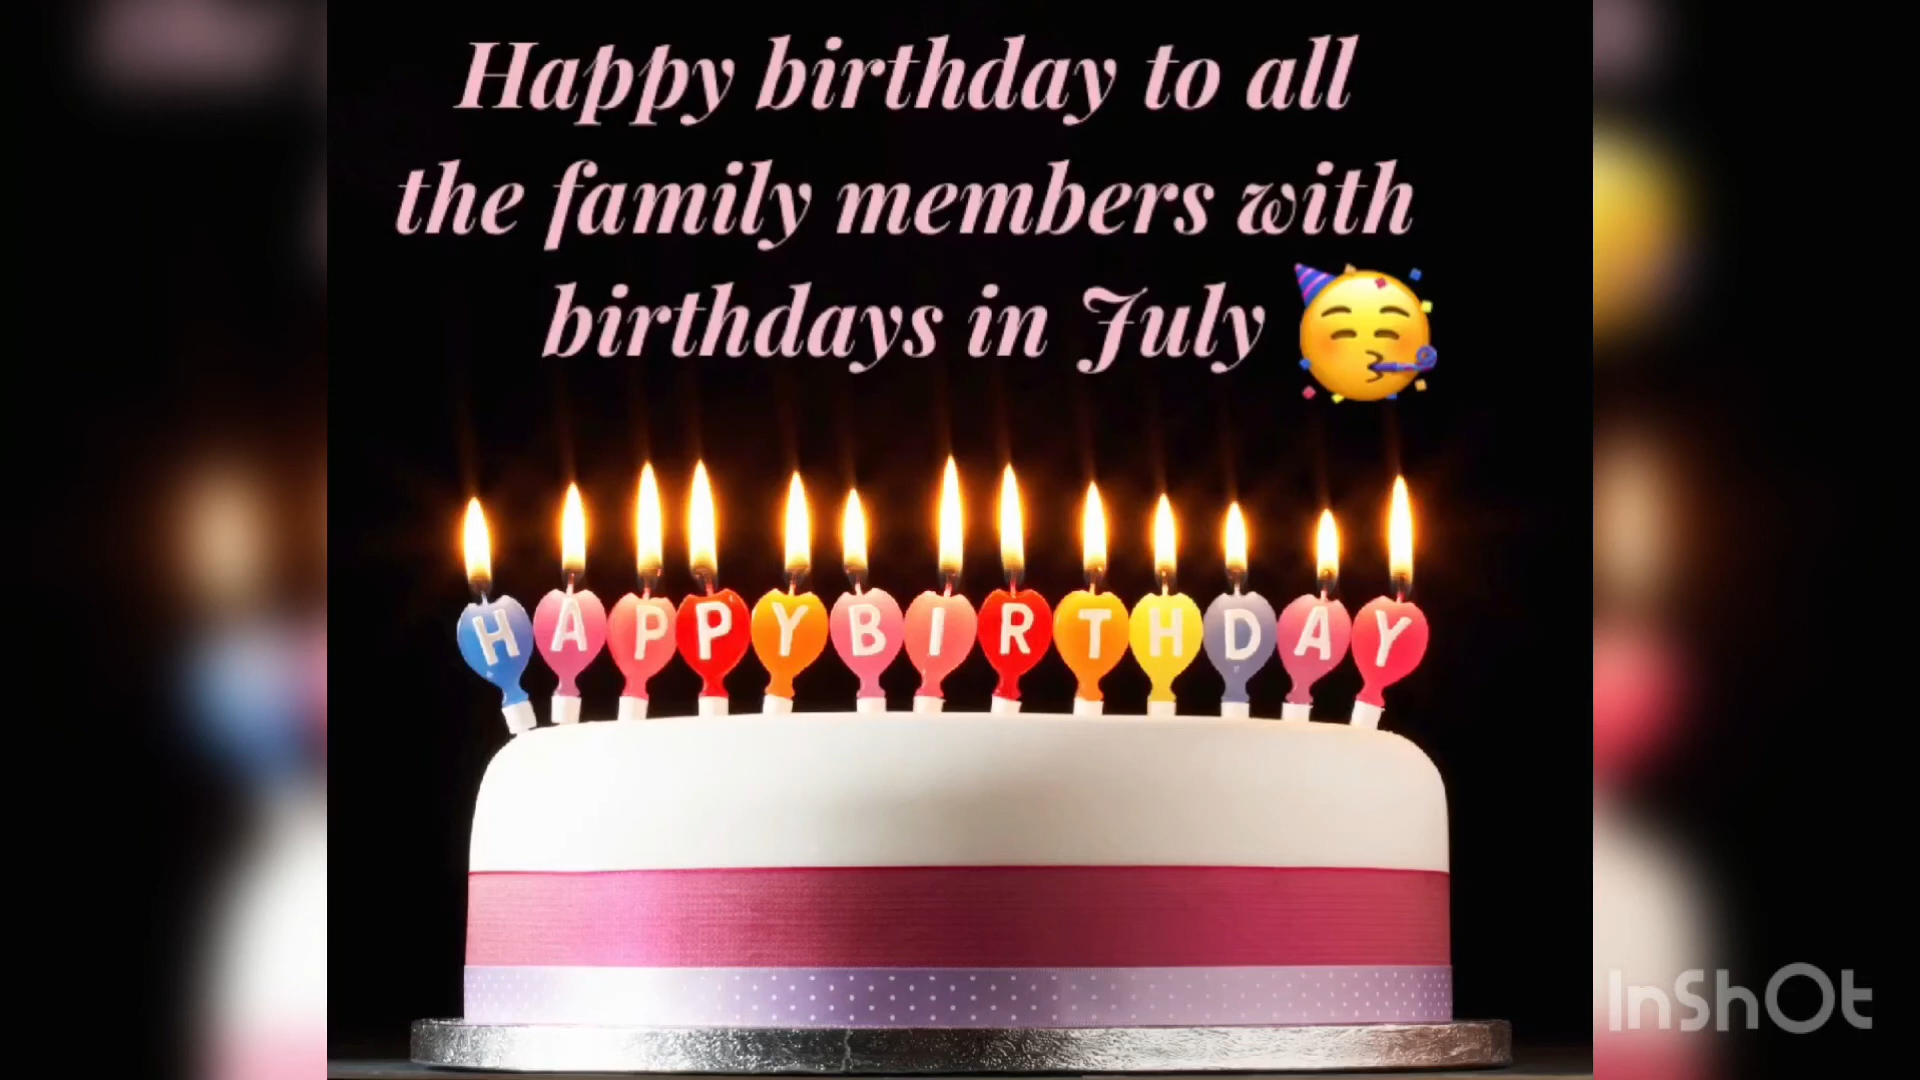 Happy birthday to all
the family members with
birthdays in July
HAPPYBIRTHDAY
InShOt